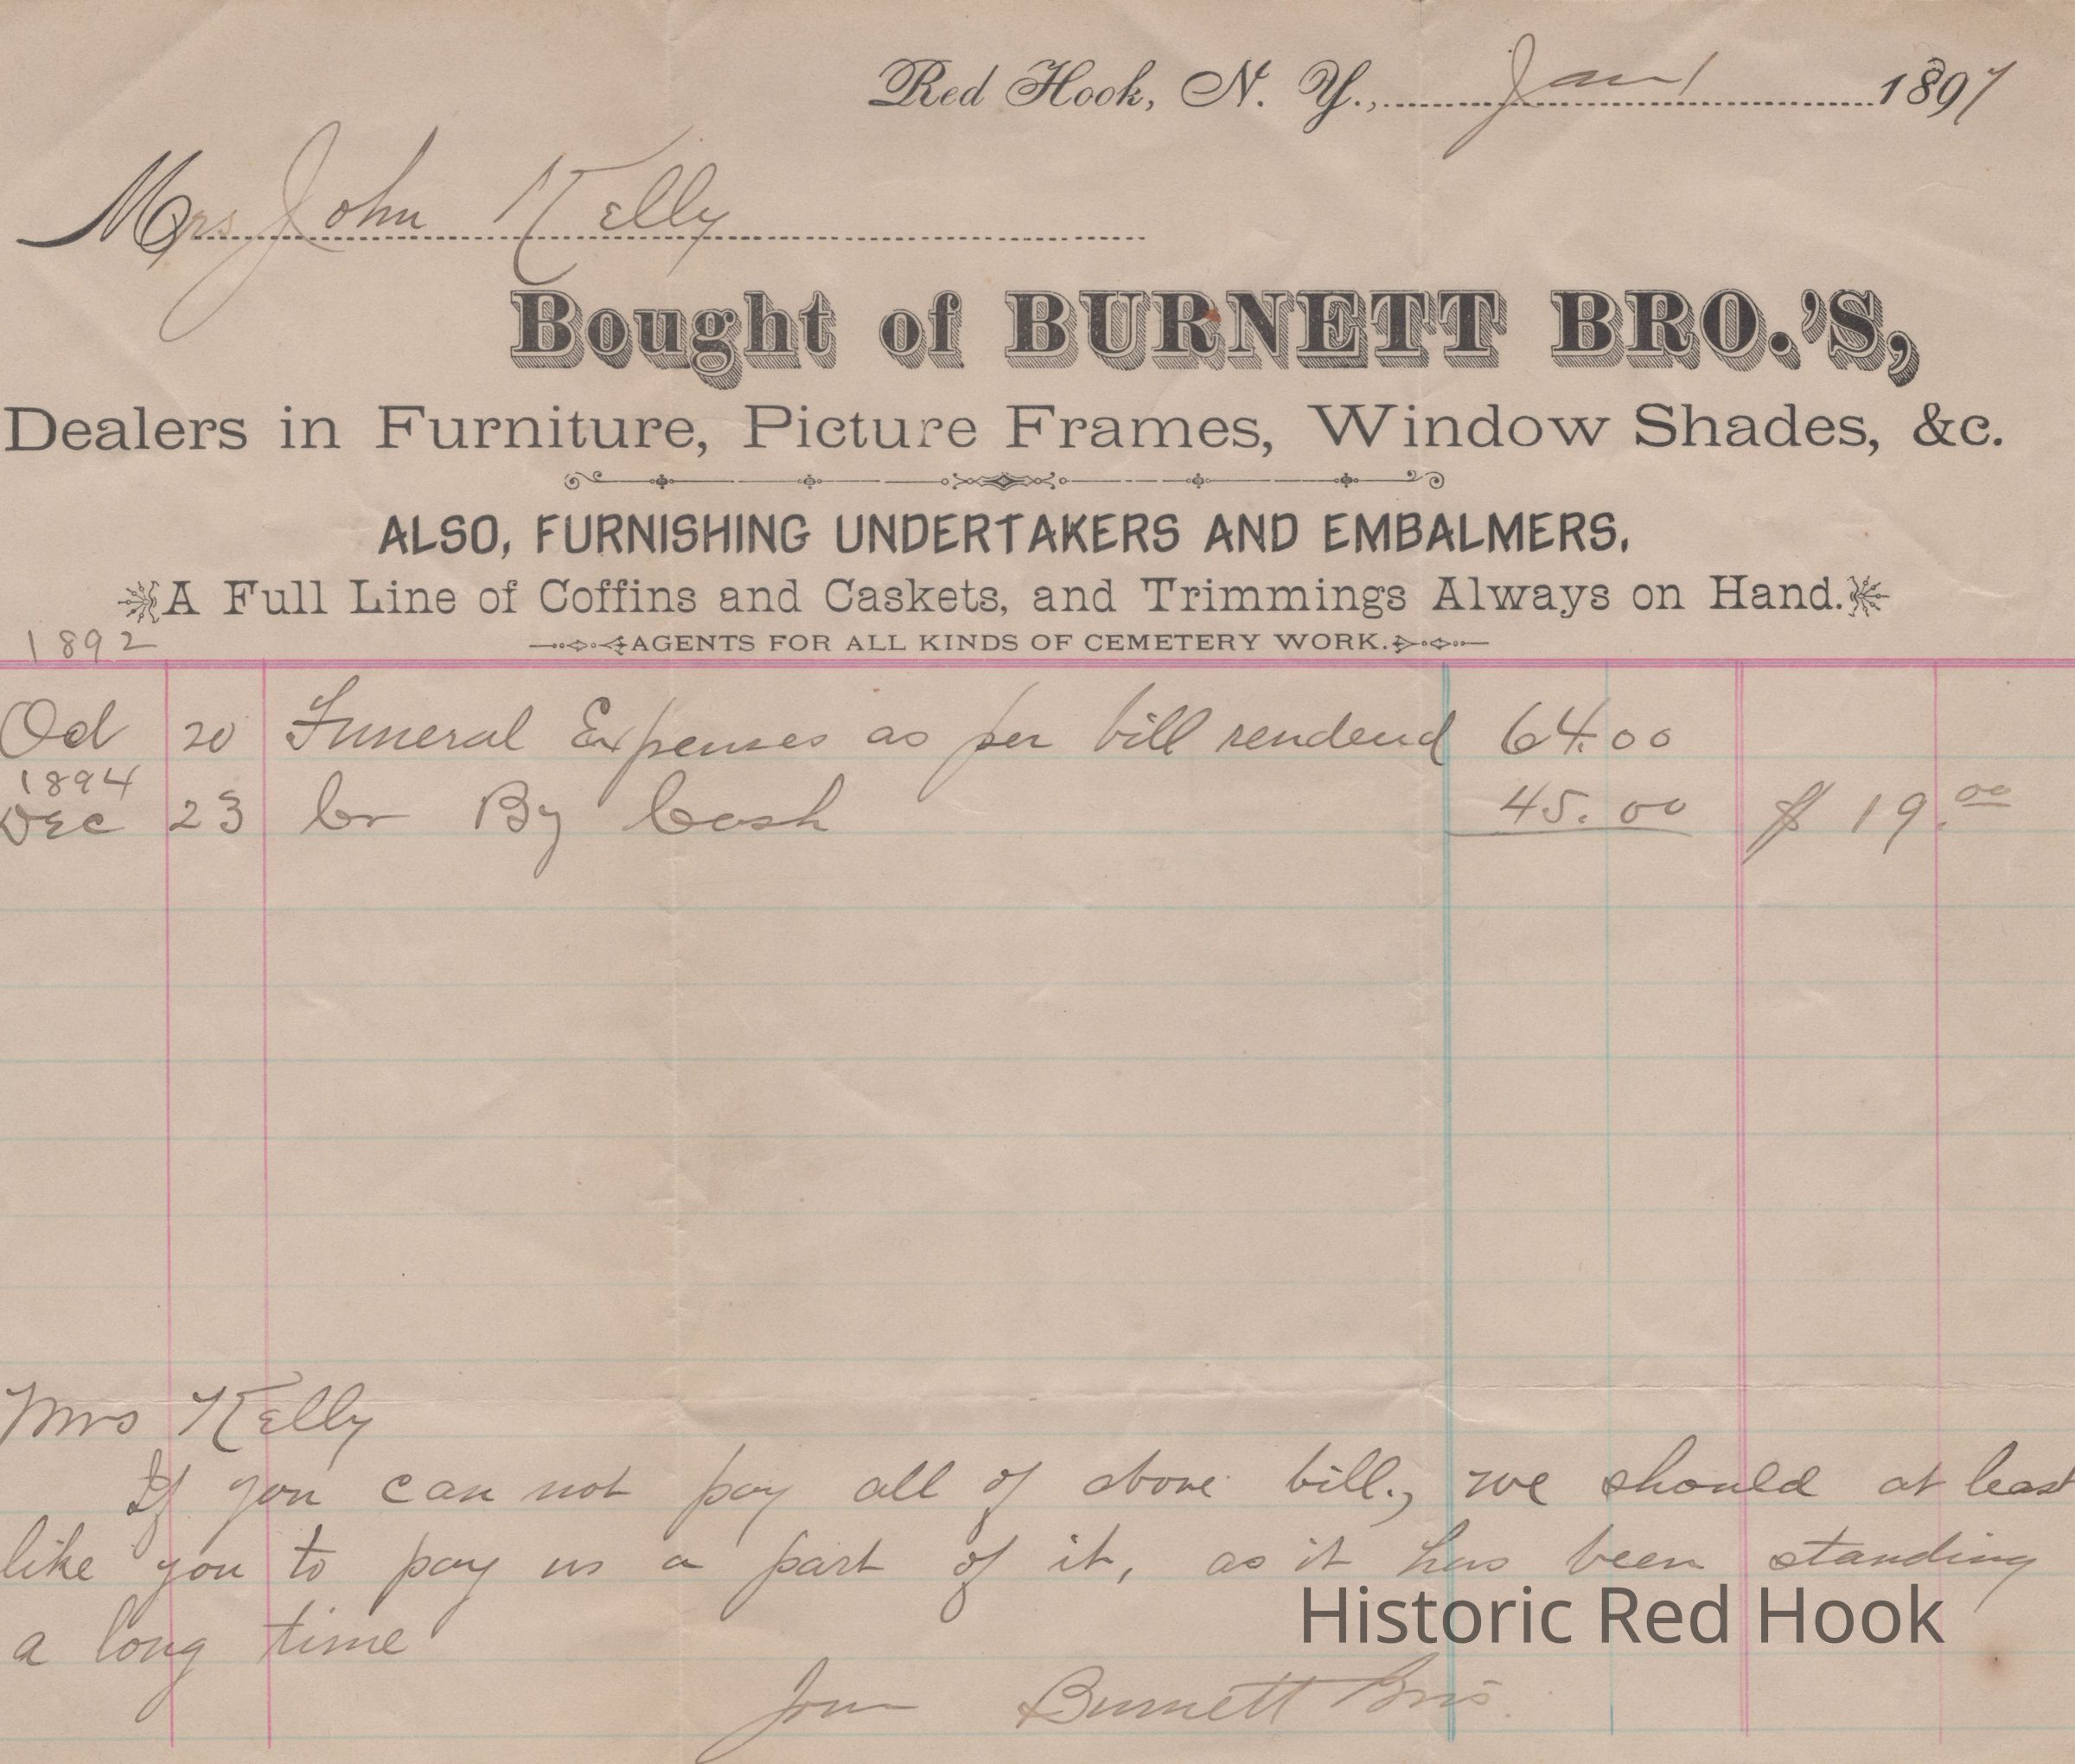 Red Hook, N. Y., Jan 1 1897
Mrs John Kelly
Bought of BURNETT BRO.'S,
Dealers in Furniture, Picture Frames, Window Shades, &c.
ALSO, FURNISHING UNDERTAKERS AND EMBALMERS.
A Full Line of Coffins and Caskets, and Trimmings Always on Hand.
AGENTS FOR ALL KINDS OF CEMETERY WORK.
1892
Oct 20 Funeral Expenses as per bill rendered 64.00
1894
Dec 23 Cr By Cash 45.00 $ 19.00
Mrs Kelly
If you can not pay all of above bill., we should at least
like you to pay us a part of it, as it has been standing
a long time
Historic Red Hook
Burnett Bros